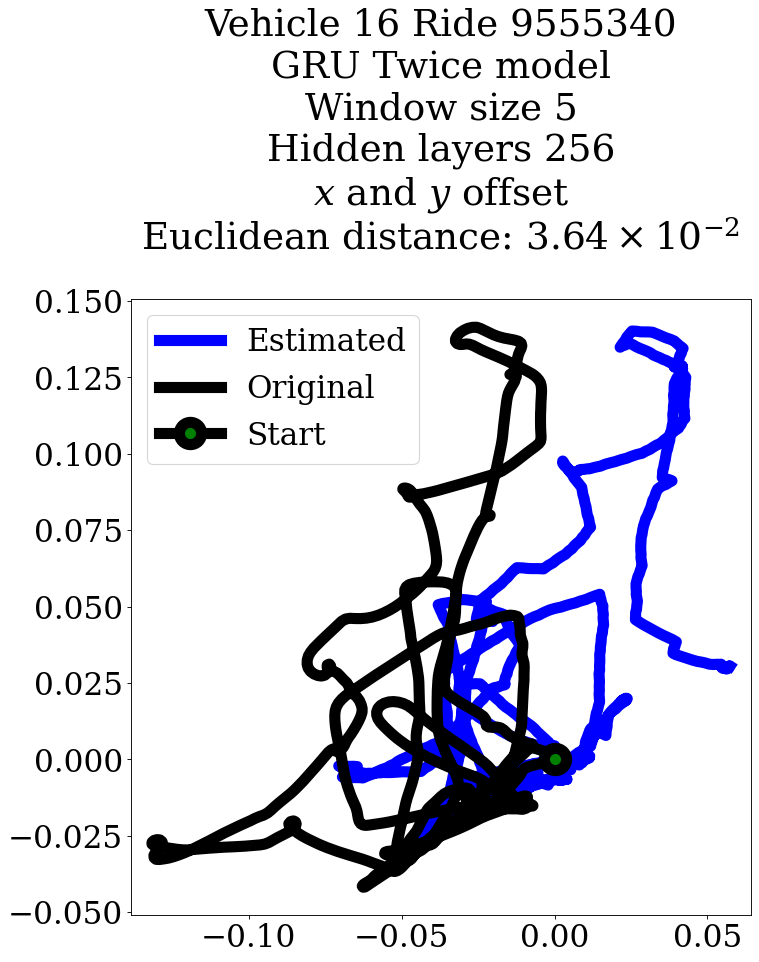 Vehicle 16 Ride 9555340
GRU Twice model
Window size 5
Hidden layers 256
x and y offset
Euclidean distance: 3.64 × 10⁻²
Estimated
Original
Start
0.150
0.125
0.100
0.075
0.050
0.025
0.000
−0.025
−0.050
−0.10 −0.05 0.00 0.05